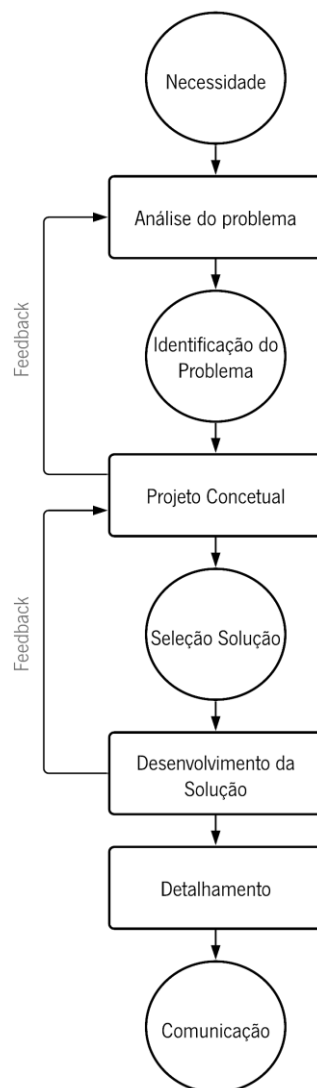 Necessidade
Análise do problema
Feedback
Identificação do
Problema
Projeto Concetual
Feedback
Seleção Solução
Desenvolvimento da
Solução
Detalhamento
Comunicação